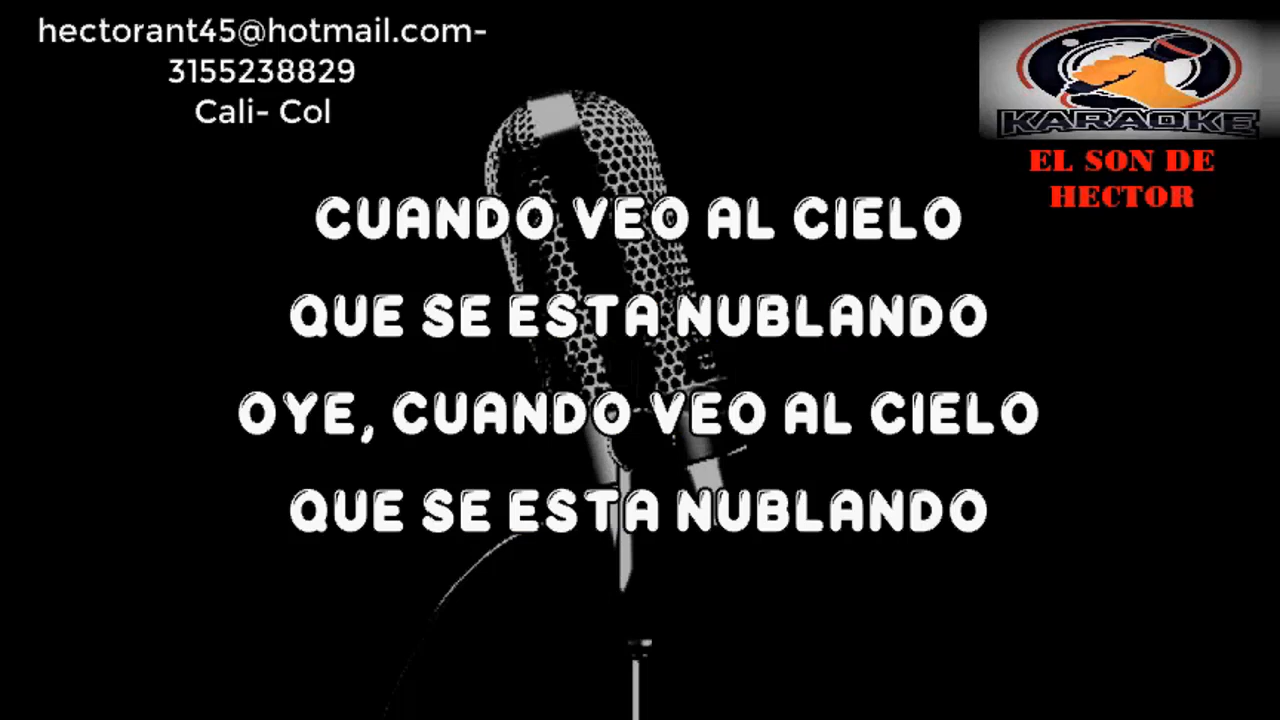 hectorant45@hotmail.com-
3155238829
Cali- Col
KARAOKE
EL SON DE
HECTOR
CUANDO VEO AL CIELO
QUE SE ESTA NUBLANDO
OYE, CUANDO VEO AL CIELO
QUE SE ESTA NUBLANDO